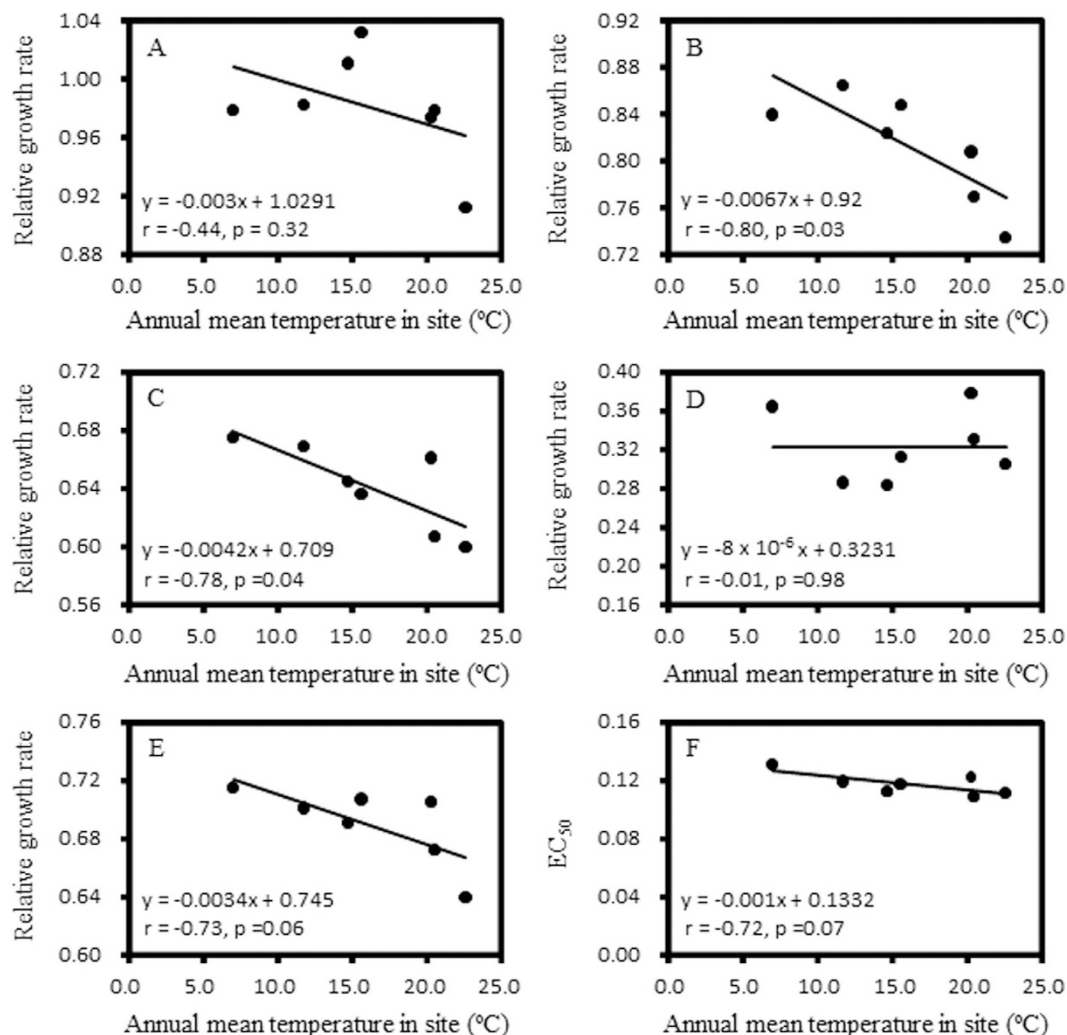 A
Relative growth rate
1.04
1.00
0.96
0.92
0.88
y = -0.003x + 1.0291
r = -0.44, p = 0.32
0.0 5.0 10.0 15.0 20.0 25.0
Annual mean temperature in site (ºC)
B
Relative growth rate
0.92
0.88
0.84
0.80
0.76
0.72
y = -0.0067x + 0.92
r = -0.80, p =0.03
0.0 5.0 10.0 15.0 20.0 25.0
Annual mean temperature in site (ºC)
C
Relative growth rate
0.72
0.68
0.64
0.60
0.56
y = -0.0042x + 0.709
r = -0.78, p =0.04
0.0 5.0 10.0 15.0 20.0 25.0
Annual mean temperature in site (ºC)
D
Relative growth rate
0.40
0.36
0.32
0.28
0.24
0.20
0.16
y = -8 x 10⁻⁶ x + 0.3231
r = -0.01, p =0.98
0.0 5.0 10.0 15.0 20.0 25.0
Annual mean temperature in site (ºC)
E
Relative growth rate
0.76
0.72
0.68
0.64
0.60
y = -0.0034x + 0.745
r = -0.73, p =0.06
0.0 5.0 10.0 15.0 20.0 25.0
Annual mean temperature in site (ºC)
F
EC₅₀
0.16
0.12
0.08
0.04
0.00
y = -0.001x + 0.1332
r = -0.72, p =0.07
0.0 5.0 10.0 15.0 20.0 25.0
Annual mean temperature in site (ºC)